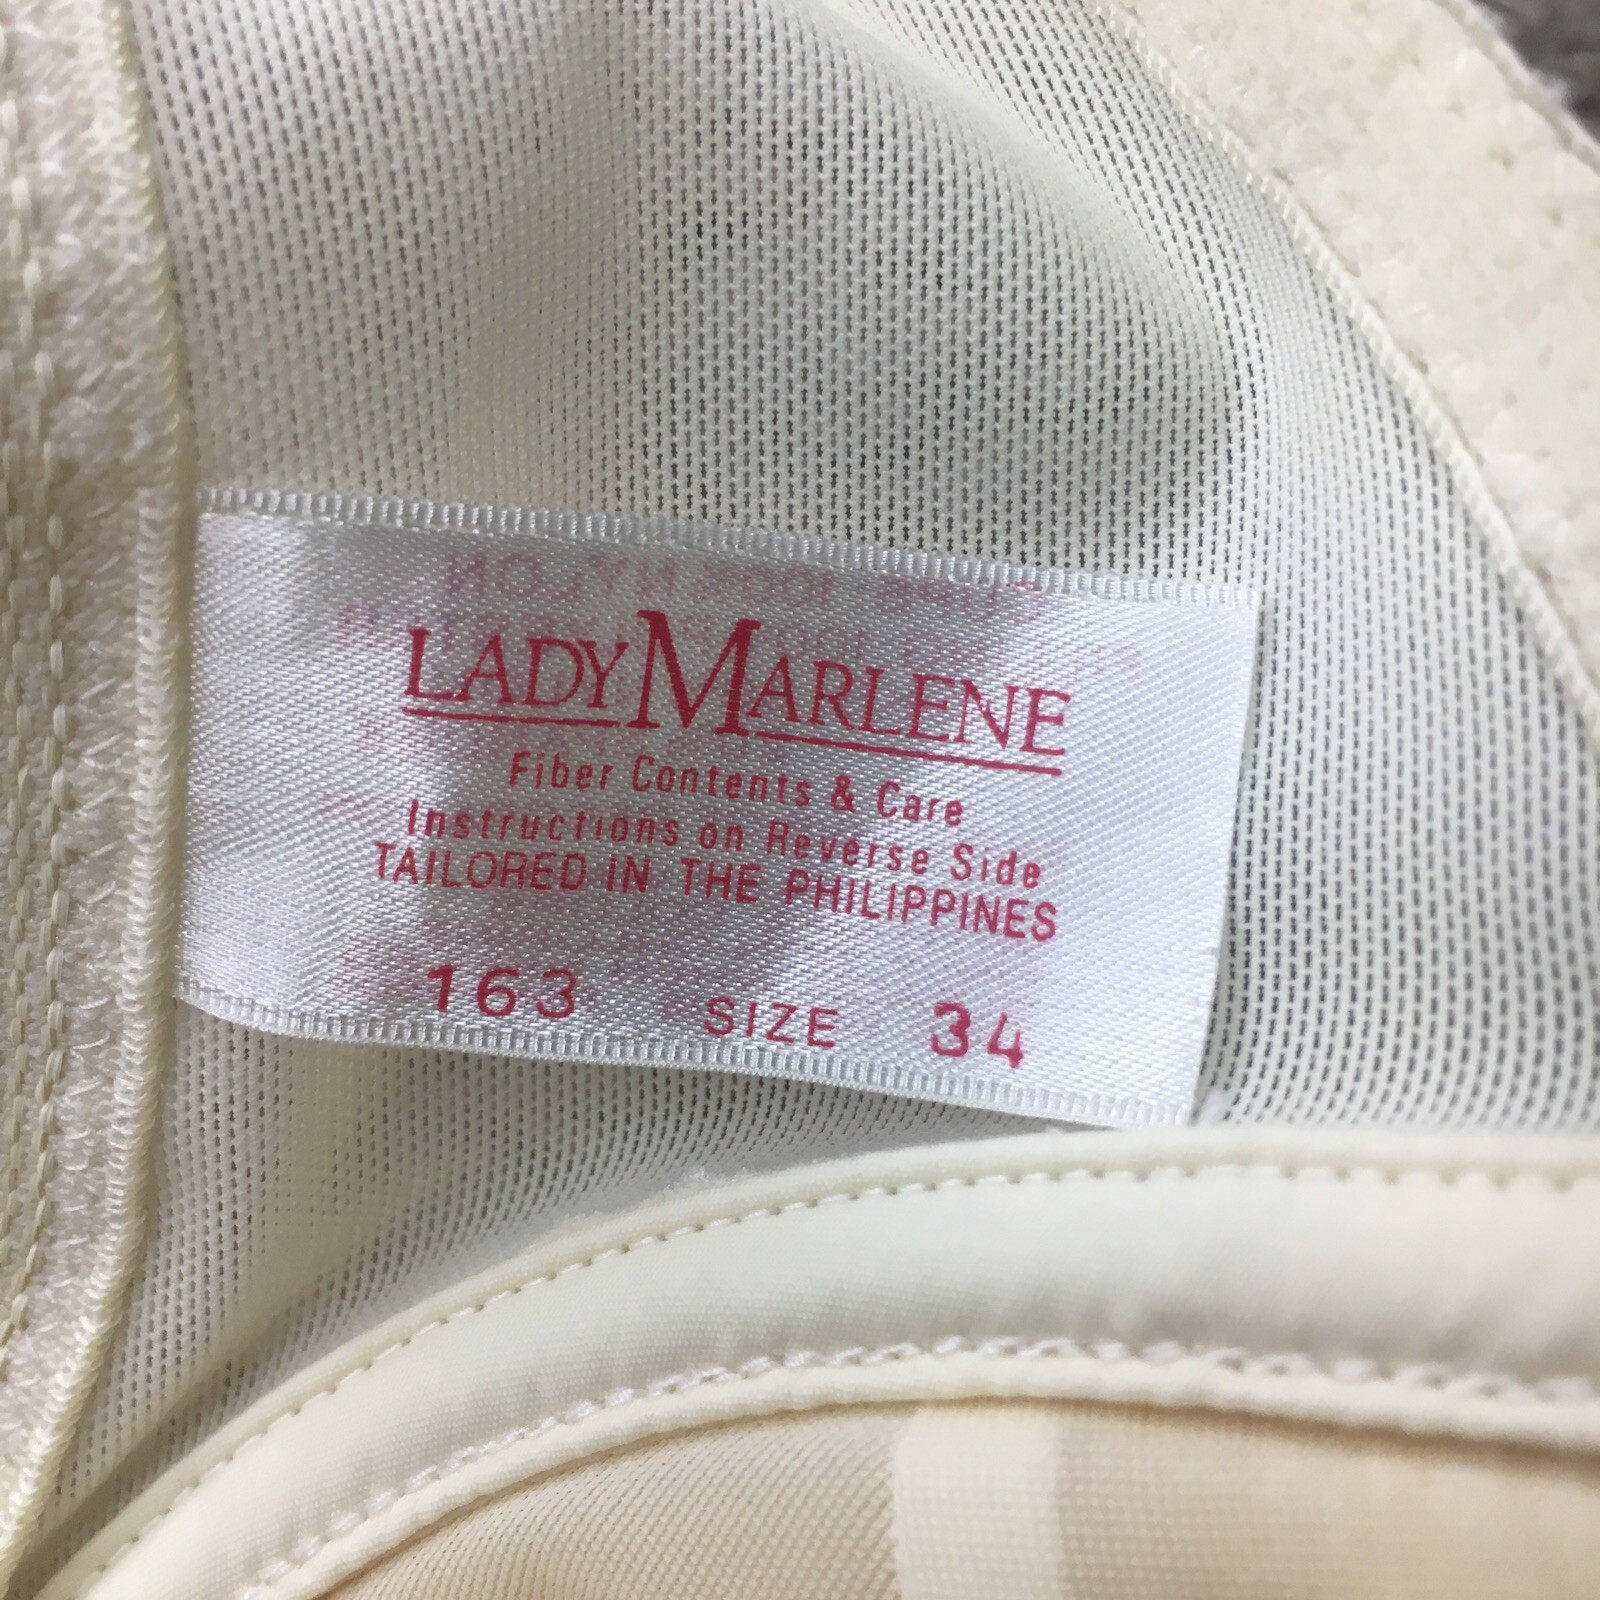 LADY MARLENE
Fiber Contents & Care
Instructions on Reverse Side
TAILORED IN THE PHILIPPINES
163 SIZE 34